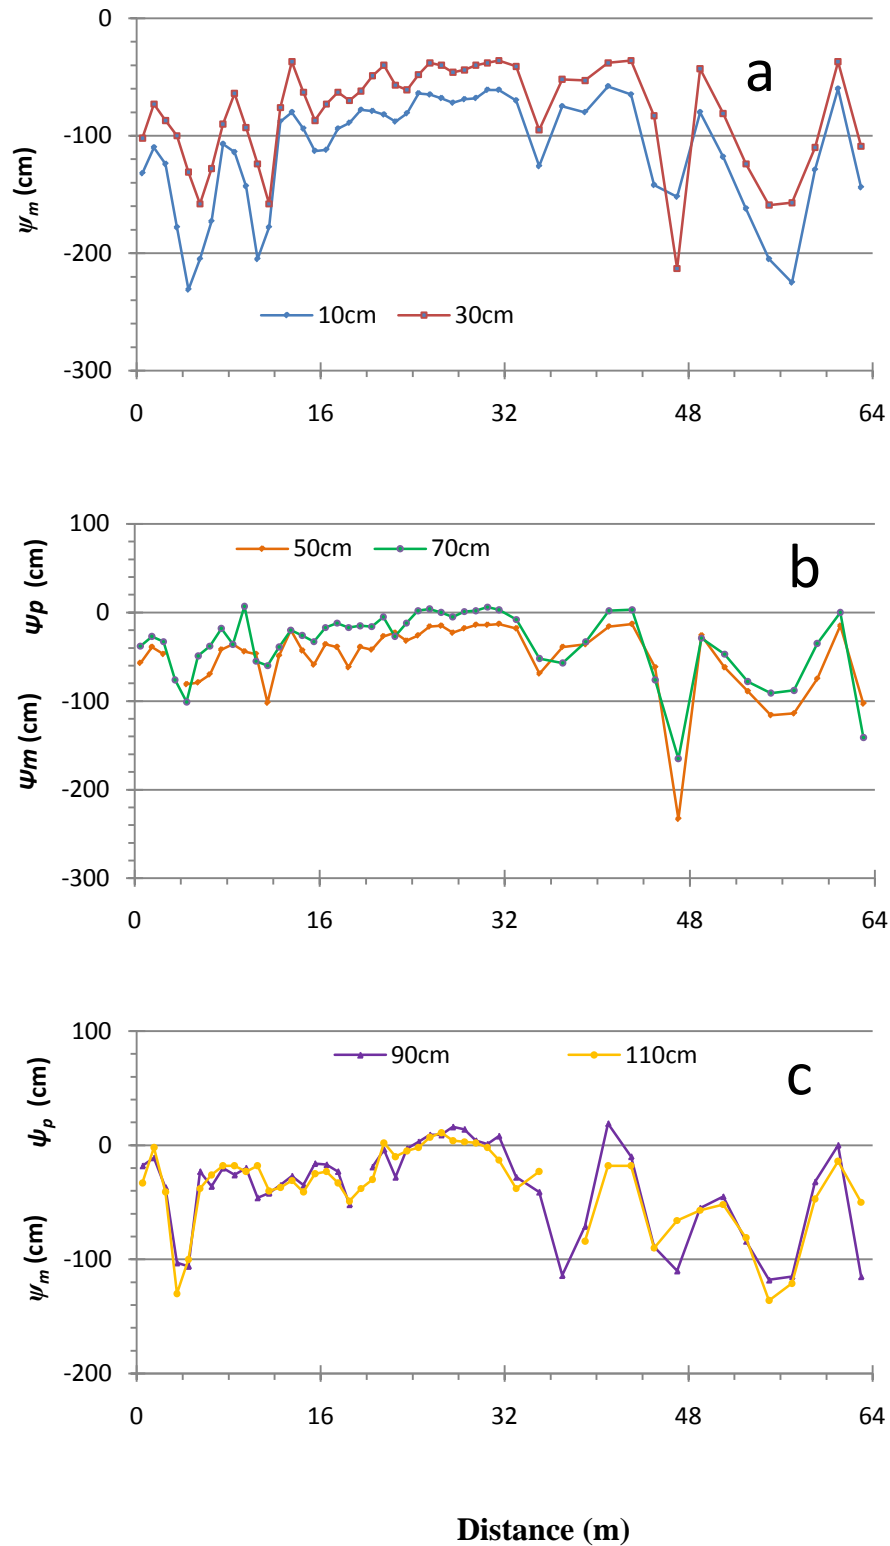 0
-100
-200
-300
ψm (cm)
a
10cm 30cm
0 16 32 48 64
100
0
-100
-200
-300
Ψp (cm)
Ψm (cm)
50cm 70cm
b
0 16 32 48 64
100
0
-100
-200
ψp (cm)
ψm (cm)
90cm 110cm
c
0 16 32 48 64
Distance (m)